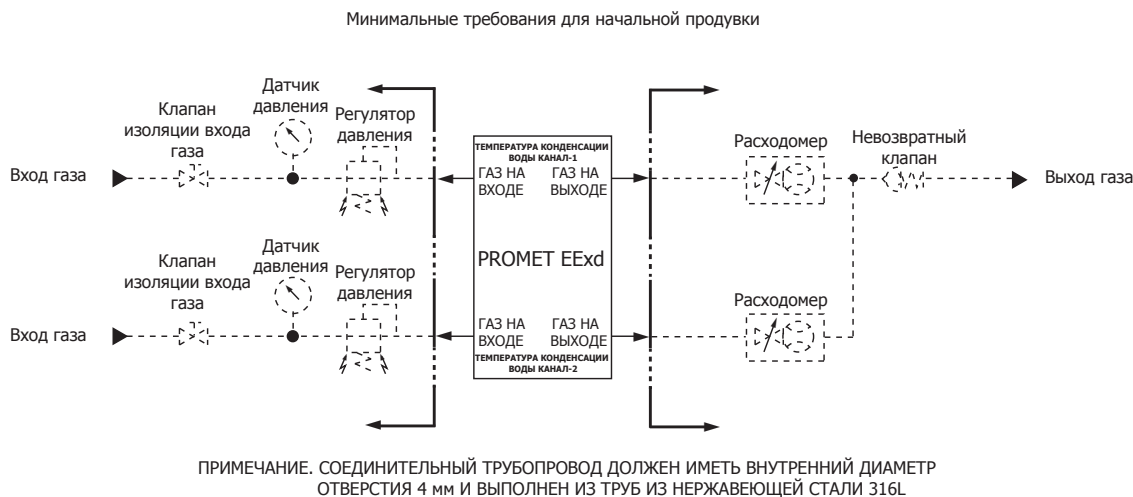 Минимальные требования для начальной продувки
Датчик
давления
Клапан
изоляции входа
газа
Регулятор
давления
Вход газа
ТЕМПЕРАТУРА КОНДЕНСАЦИИ
ВОДЫ КАНАЛ-1
ГАЗ НА
ВХОДЕ
ГАЗ НА
ВЫХОДЕ
Расходомер
Невозвратный
клапан
Выход газа
PROMET EExd
Датчик
давления
Клапан
изоляции входа
газа
Регулятор
давления
Вход газа
ГАЗ НА
ВХОДЕ
ГАЗ НА
ВЫХОДЕ
ТЕМПЕРАТУРА КОНДЕНСАЦИИ
ВОДЫ КАНАЛ-2
Расходомер
ПРИМЕЧАНИЕ. СОЕДИНИТЕЛЬНЫЙ ТРУБОПРОВОД ДОЛЖЕН ИМЕТЬ ВНУТРЕННИЙ ДИАМЕТР
ОТВЕРСТИЯ 4 мм И ВЫПОЛНЕН ИЗ ТРУБ ИЗ НЕРЖАВЕЮЩЕЙ СТАЛИ 316L